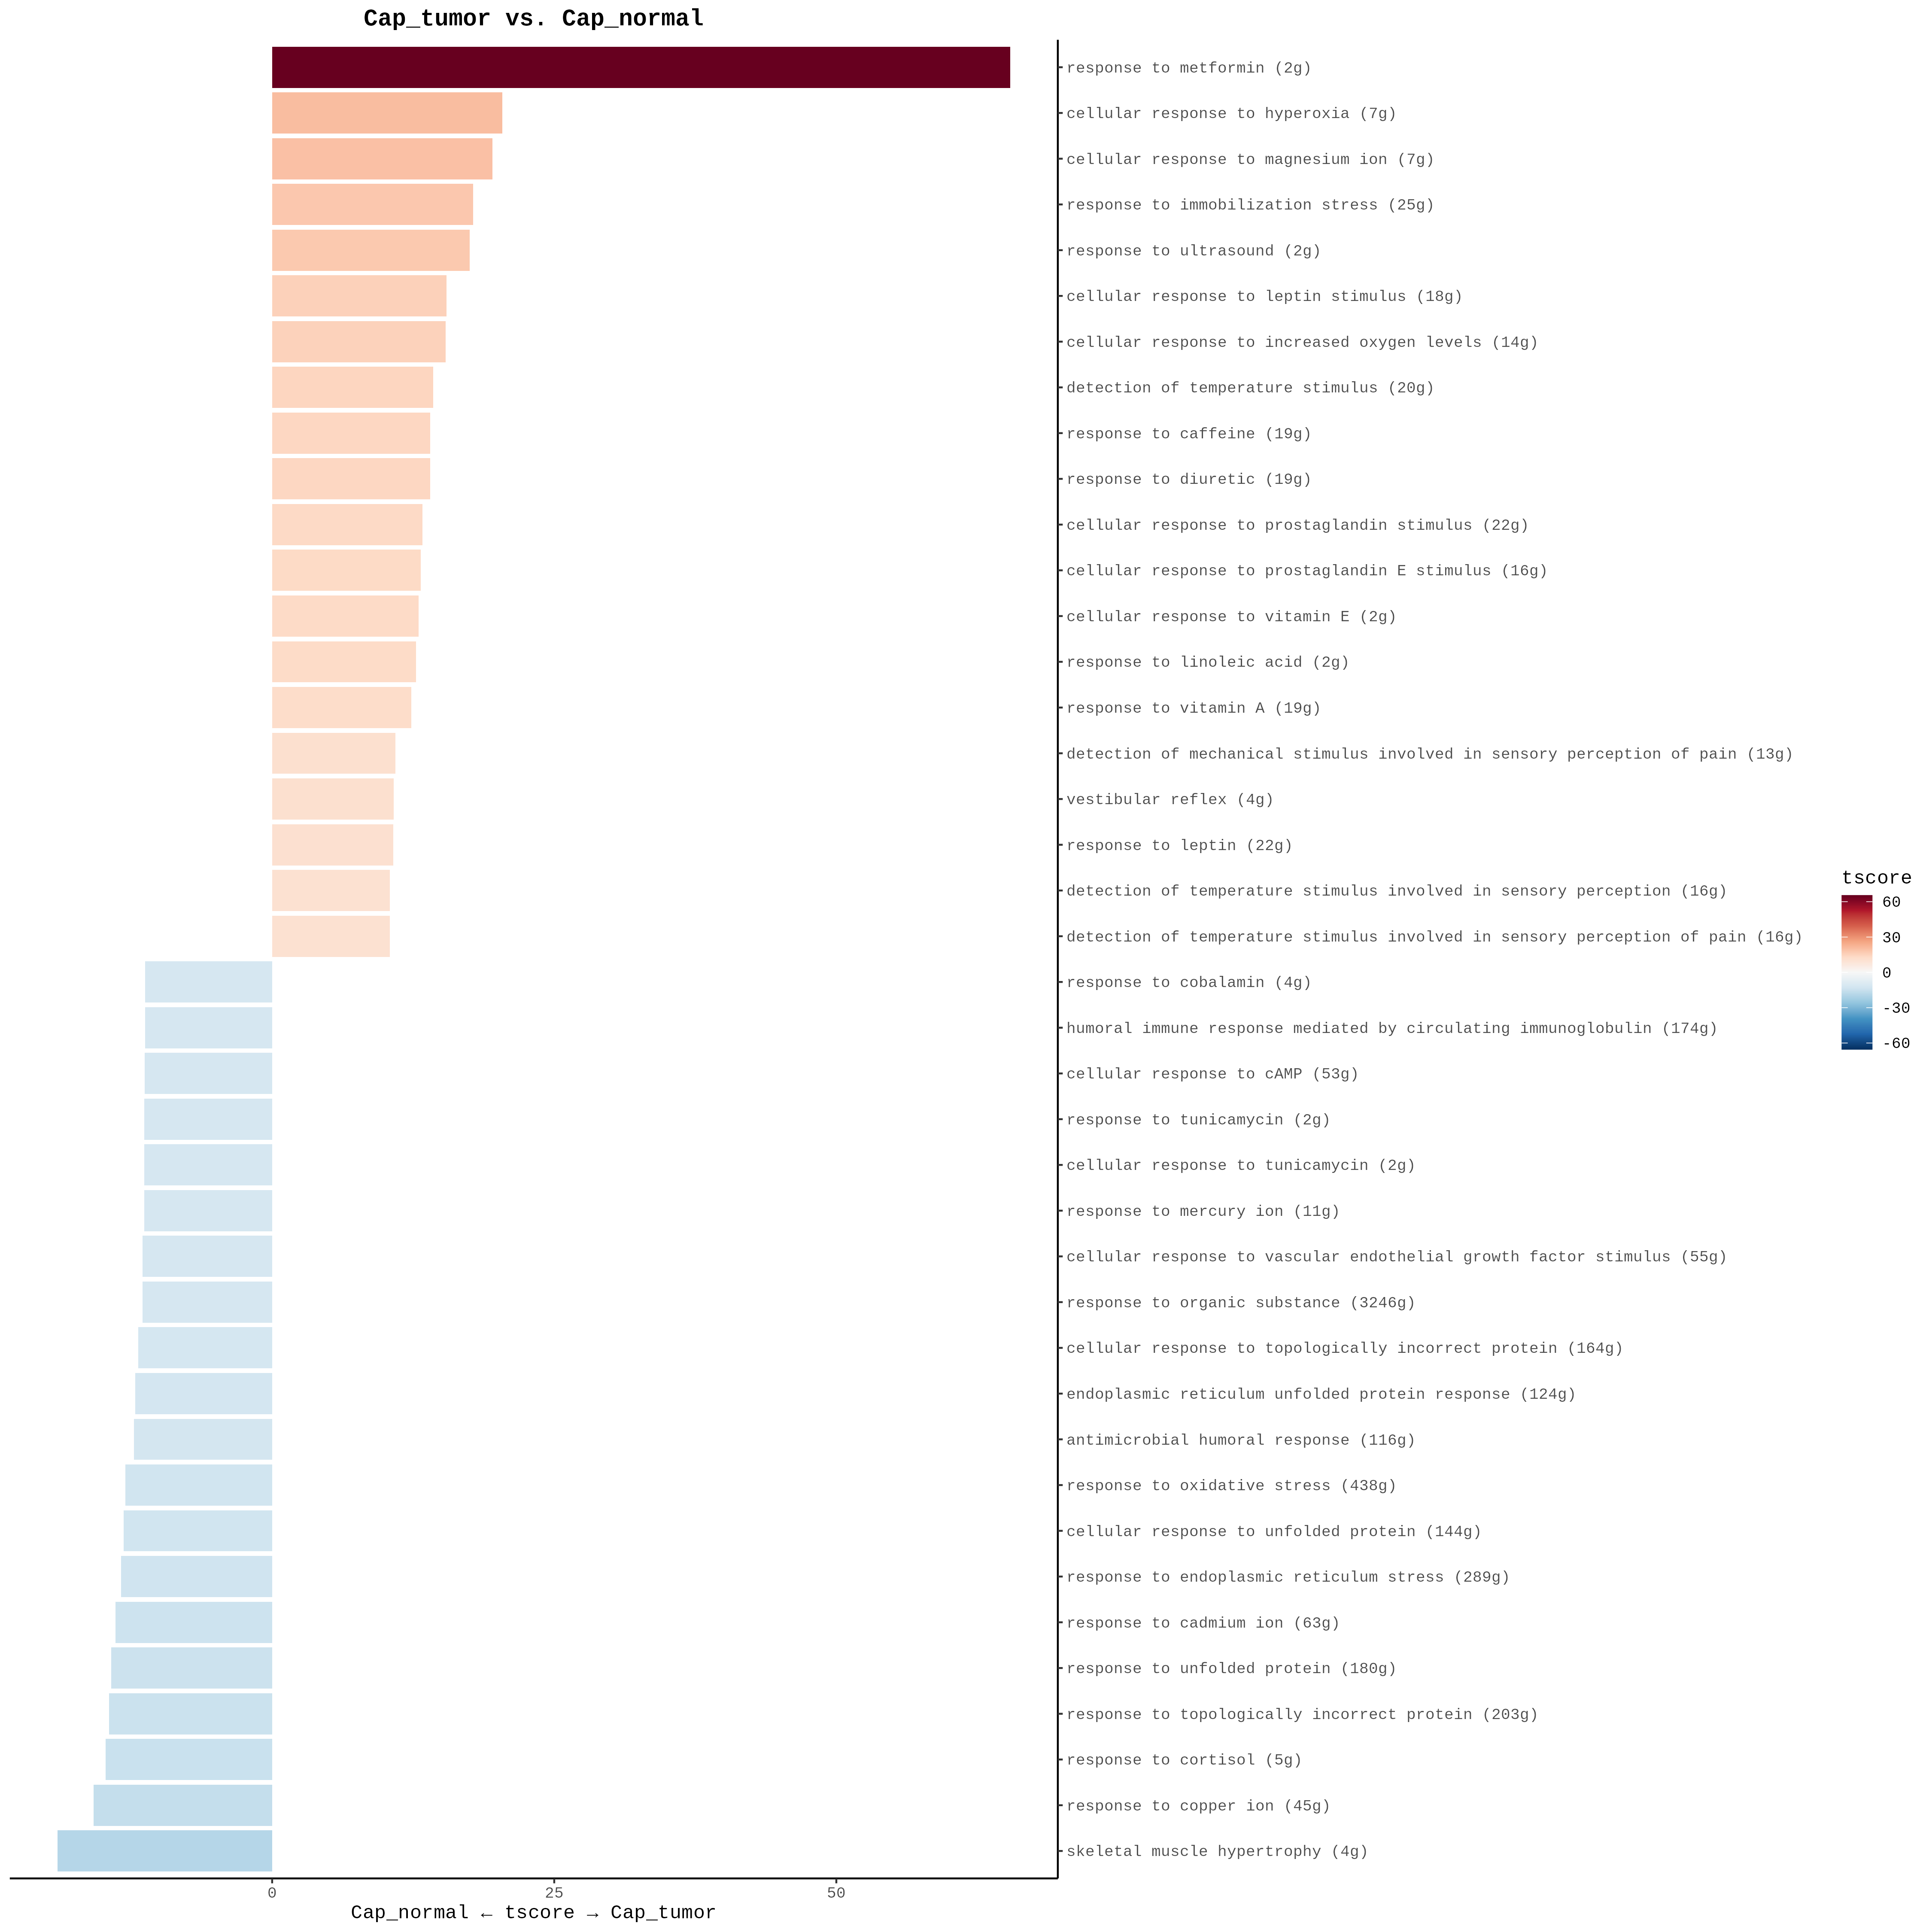 Cap_tumor vs. Cap_normal
response to metformin (2g)
cellular response to hyperoxia (7g)
cellular response to magnesium ion (7g)
response to immobilization stress (25g)
response to ultrasound (2g)
cellular response to leptin stimulus (18g)
cellular response to increased oxygen levels (14g)
detection of temperature stimulus (20g)
response to caffeine (19g)
response to diuretic (19g)
cellular response to prostaglandin stimulus (22g)
cellular response to prostaglandin E stimulus (16g)
cellular response to vitamin E (2g)
response to linoleic acid (2g)
response to vitamin A (19g)
detection of mechanical stimulus involved in sensory perception of pain (13g)
vestibular reflex (4g)
response to leptin (22g)
detection of temperature stimulus involved in sensory perception (16g)
detection of temperature stimulus involved in sensory perception of pain (16g)
response to cobalamin (4g)
humoral immune response mediated by circulating immunoglobulin (174g)
cellular response to cAMP (53g)
response to tunicamycin (2g)
cellular response to tunicamycin (2g)
response to mercury ion (11g)
cellular response to vascular endothelial growth factor stimulus (55g)
response to organic substance (3246g)
cellular response to topologically incorrect protein (164g)
endoplasmic reticulum unfolded protein response (124g)
antimicrobial humoral response (116g)
response to oxidative stress (438g)
cellular response to unfolded protein (144g)
response to endoplasmic reticulum stress (289g)
response to cadmium ion (63g)
response to unfolded protein (180g)
response to topologically incorrect protein (203g)
response to cortisol (5g)
response to copper ion (45g)
skeletal muscle hypertrophy (4g)
0 25 50
Cap_normal ← tscore → Cap_tumor
tscore
60
30
0
-30
-60